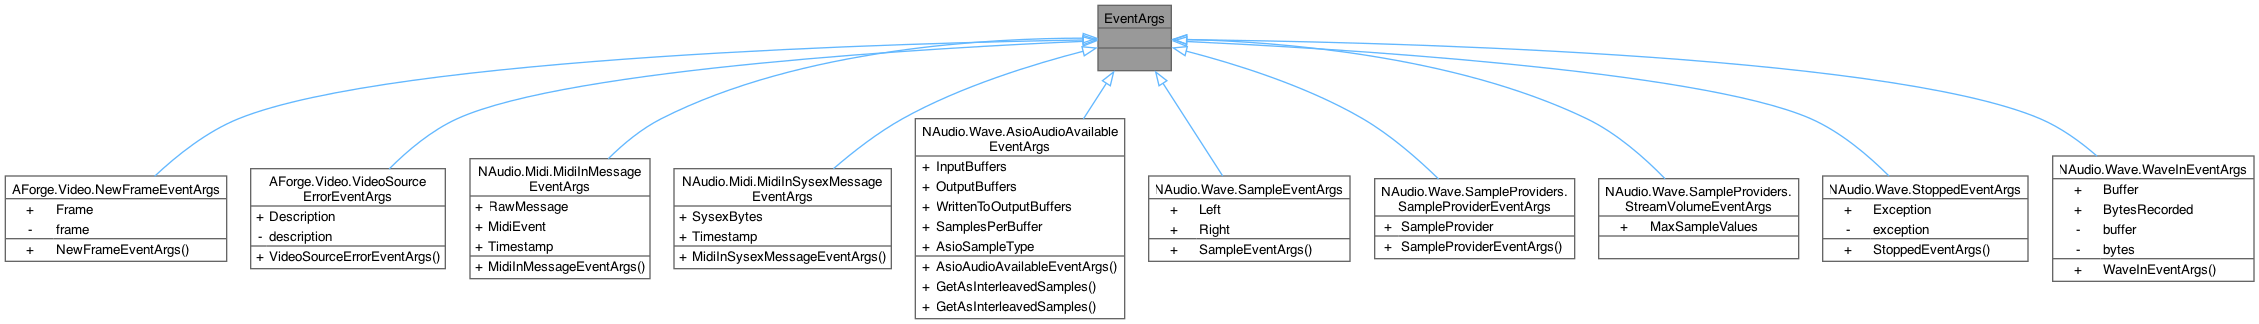 EventArgs
AForge.Video.NewFrameEventArgs
+ Frame
- frame
+ NewFrameEventArgs()
AForge.Video.VideoSource
ErrorEventArgs
+ Description
- description
+ VideoSourceErrorEventArgs()
NAudio.Midi.MidiInMessage
EventArgs
+ RawMessage
+ MidiEvent
+ Timestamp
+ MidiInMessageEventArgs()
NAudio.Midi.MidiInSysexMessage
EventArgs
+ SysexBytes
+ Timestamp
+ MidiInSysexMessageEventArgs()
NAudio.Wave.AsioAudioAvailable
EventArgs
+ InputBuffers
+ OutputBuffers
+ WrittenToOutputBuffers
+ SamplesPerBuffer
+ AsioSampleType
+ AsioAudioAvailableEventArgs()
+ GetAsInterleavedSamples()
+ GetAsInterleavedSamples()
NAudio.Wave.SampleEventArgs
+ Left
+ Right
+ SampleEventArgs()
NAudio.Wave.SampleProviders.
SampleProviderEventArgs
+ SampleProvider
+ SampleProviderEventArgs()
NAudio.Wave.SampleProviders.
StreamVolumeEventArgs
+ MaxSampleValues
NAudio.Wave.StoppedEventArgs
+ Exception
- exception
+ StoppedEventArgs()
NAudio.Wave.WaveInEventArgs
+ Buffer
+ BytesRecorded
- buffer
- bytes
+ WaveInEventArgs()